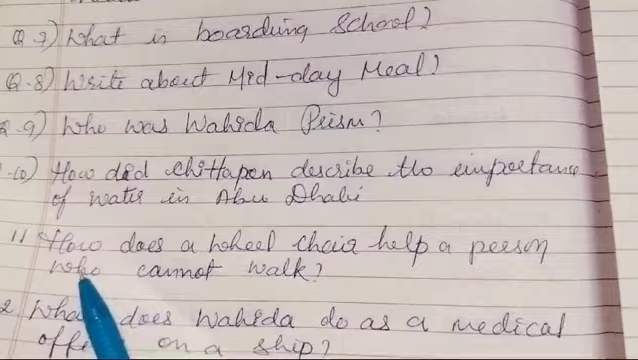 Q 7) What is boarding School?
Q.8) Write about Mid-day Meal?
Q.9) Who was Wahida Prism?
-10) How did chittapan describe the importance
of water in Abu Dhabi
11 How does a wheel chair help a person
who cannot walk?
2 What does Wahida do as a medical
on a ship?